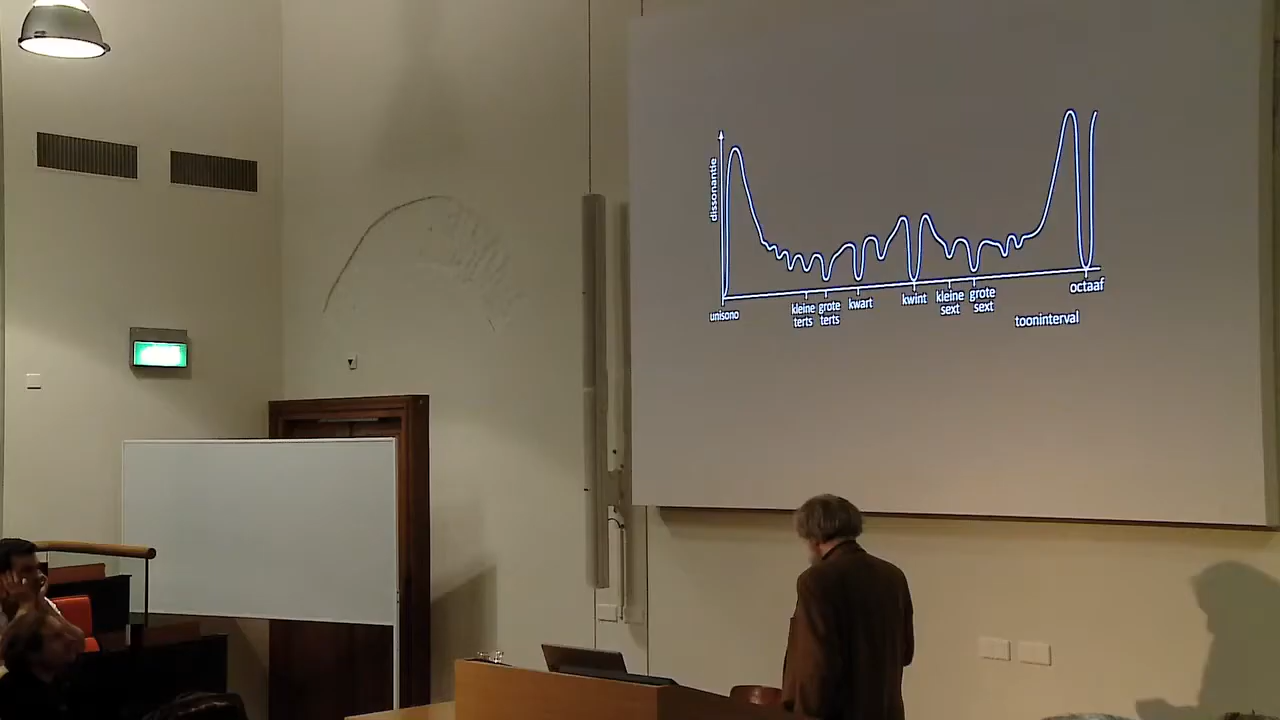 dissonantie
unisono
kleine
terts
grote
terts
kwart
kwint
kleine
sext
grote
sext
octaaf
tooninterval